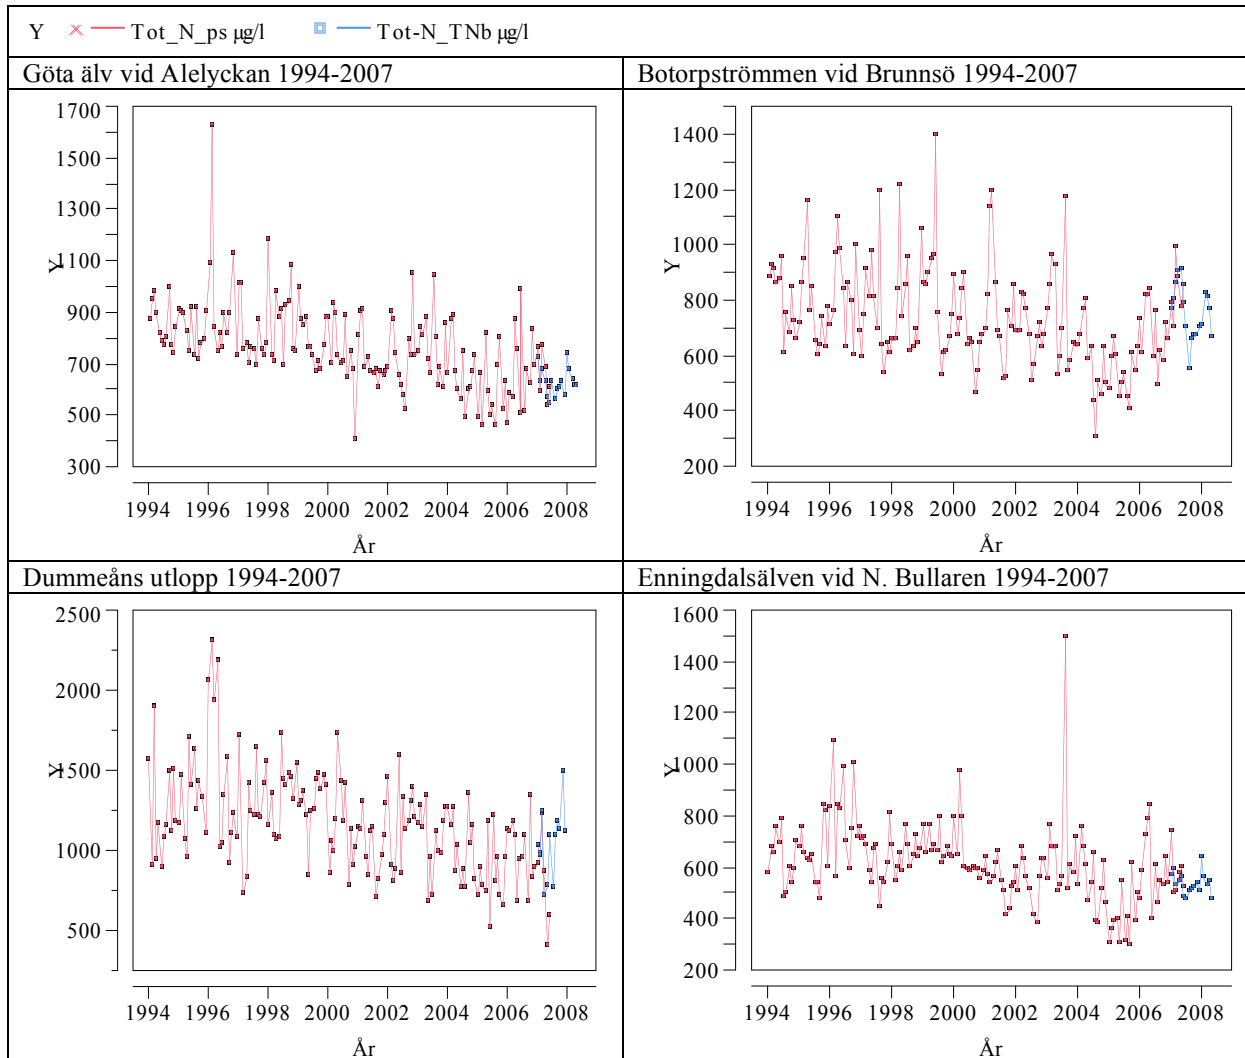 Y Tot_N_ps µg/l Tot-N_TNb µg/l
Göta älv vid Alelyckan 1994-2007
Botorpströmmen vid Brunnsö 1994-2007
1700
1500
1300
1100
900
700
500
300
Y
1994 1996 1998 2000 2002 2004 2006 2008
År
1400
1200
1000
800
600
400
200
Y
1994 1996 1998 2000 2002 2004 2006 2008
År
Dummeåns utlopp 1994-2007
Enningdalsälven vid N. Bullaren 1994-2007
2500
2000
1500
1000
500
Y
1994 1996 1998 2000 2002 2004 2006 2008
År
1600
1400
1200
1000
800
600
400
200
Y
1994 1996 1998 2000 2002 2004 2006 2008
År